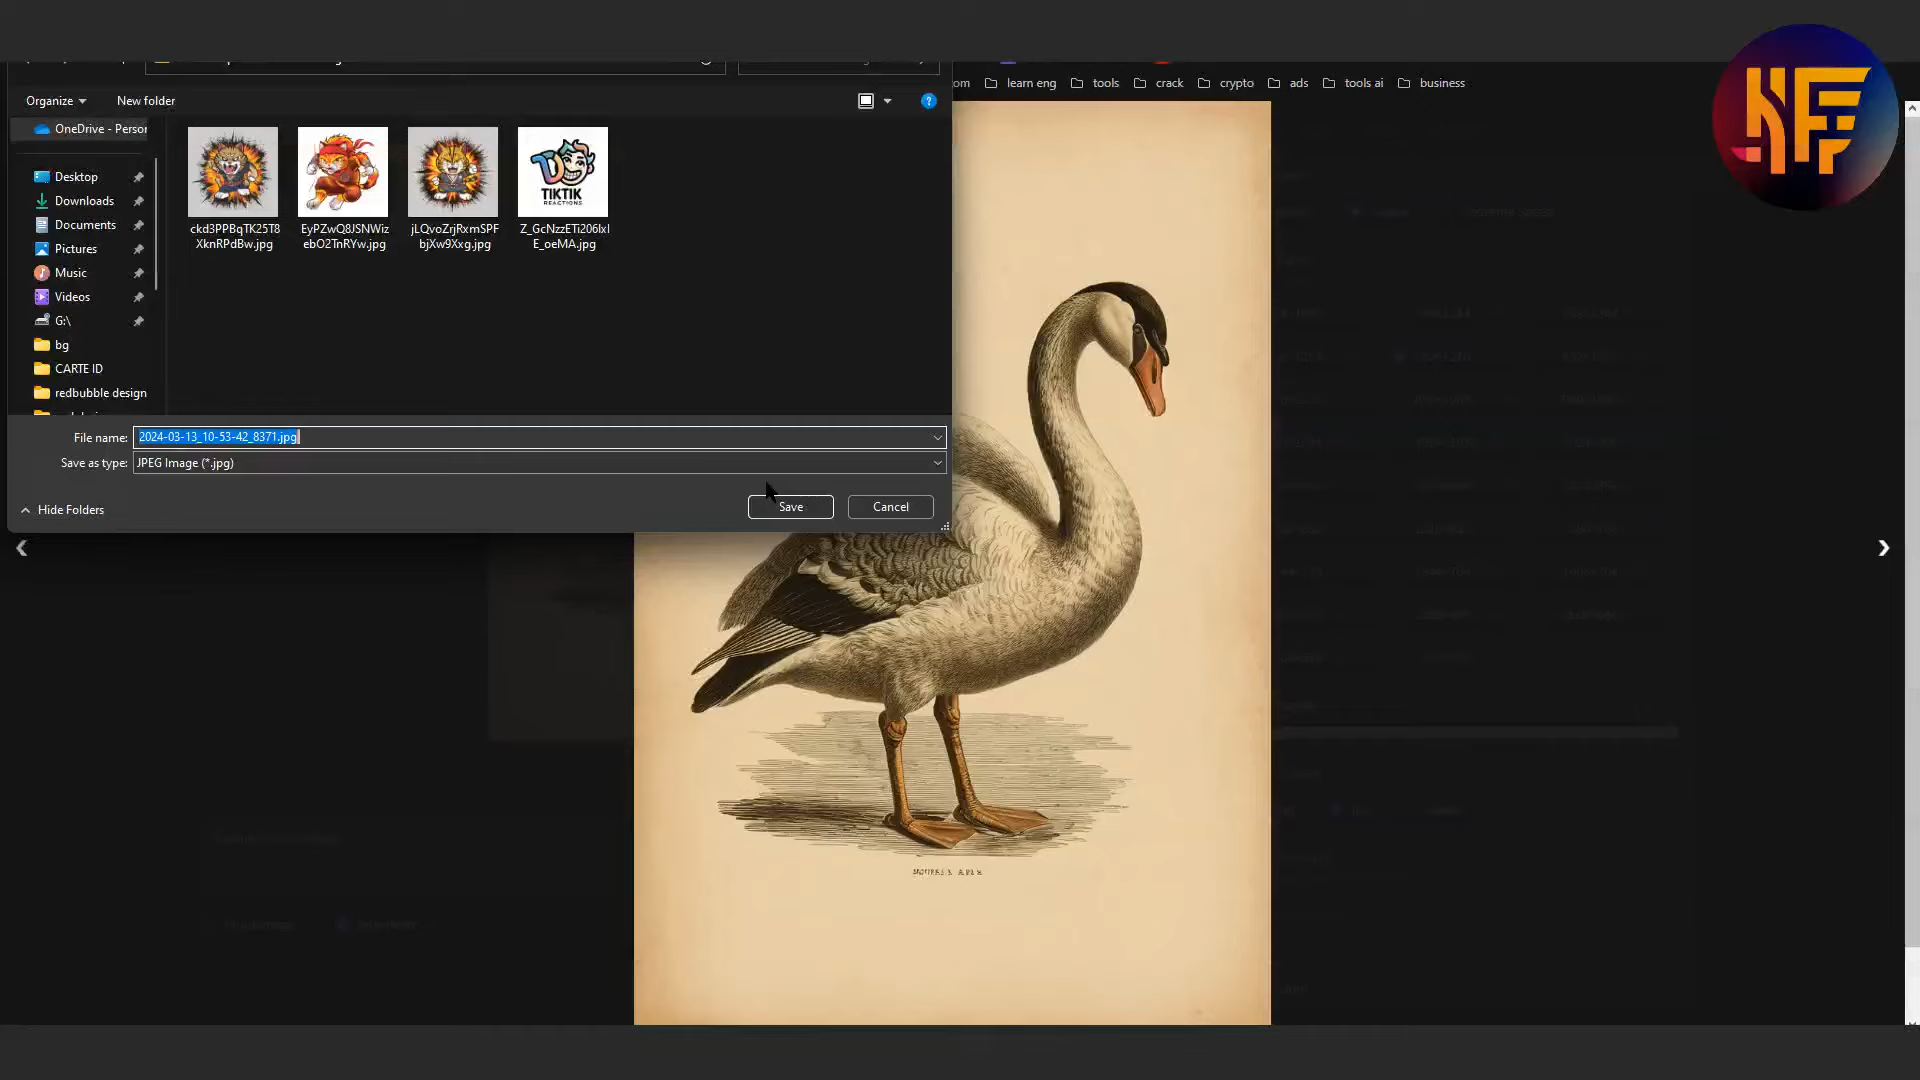 om
learn eng
tools
crack
crypto
ads
tools ai
business
Organize
New folder
OneDrive - Persor
Desktop
Downloads
Documents
Pictures
Music
Videos
G:\
bg
CARTE ID
redbubble design
ckd3PPBqTK25T8
XknRPdBw.jpg
EyPZwQ8JSNWiz
ebO2TnRYw.jpg
jLQvoZrjRxmSPF
bjXw9Xxg.jpg
Z_GcNzzETi206IxI
E_oeMA.jpg
TIKTIK
REACTIONS
File name:
2024-03-13_10-53-42_8371.jpg
Save as type:
JPEG Image (*.jpg)
Hide Folders
Save
Cancel